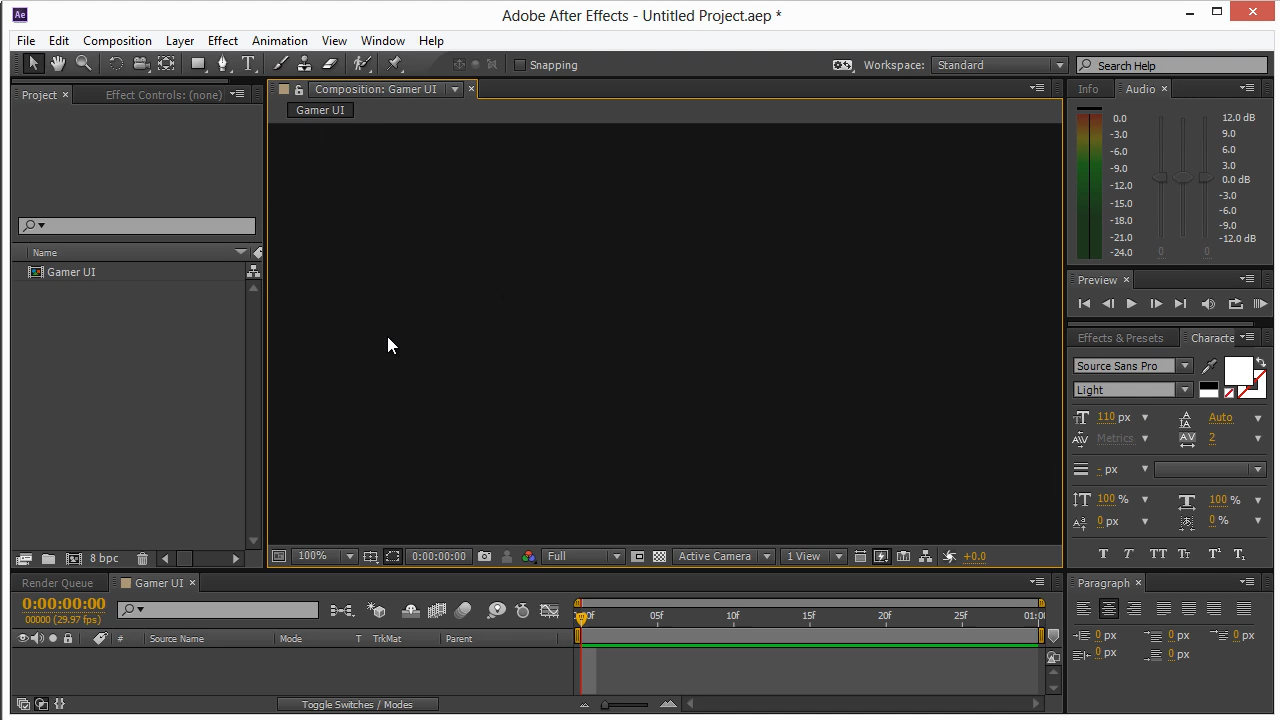 Ae
Adobe After Effects - Untitled Project.aep *
File Edit Composition Layer Effect Animation View Window Help
Snapping
Workspace: Standard
Search Help
Project
Effect Controls: (none)
Composition: Gamer UI
Gamer UI
Name
Gamer UI
8 bpc
100%
0:00:00:00
Full
Active Camera
1 View
+0.0
Info
Audio
0.0
-3.0
-6.0
-9.0
-12.0
-15.0
-18.0
-21.0
-24.0
12.0 dB
9.0
6.0
3.0
0.0 dB
-3.0
-6.0
-9.0
-12.0 dB
0 0
Preview
Effects & Presets
Characte
Source Sans Pro
Light
110 px
Auto
Metrics
2
- px
100 %
100 %
0 px
0 %
T T TT Tт T' T,
Paragraph
0 px 0 px 0 px
0 px 0 px
Render Queue
Gamer UI
0:00:00:00
00000 (29.97 fps)
# Source Name Mode T TrkMat Parent
05f 10f 15f 20f 25f
Toggle Switches / Modes